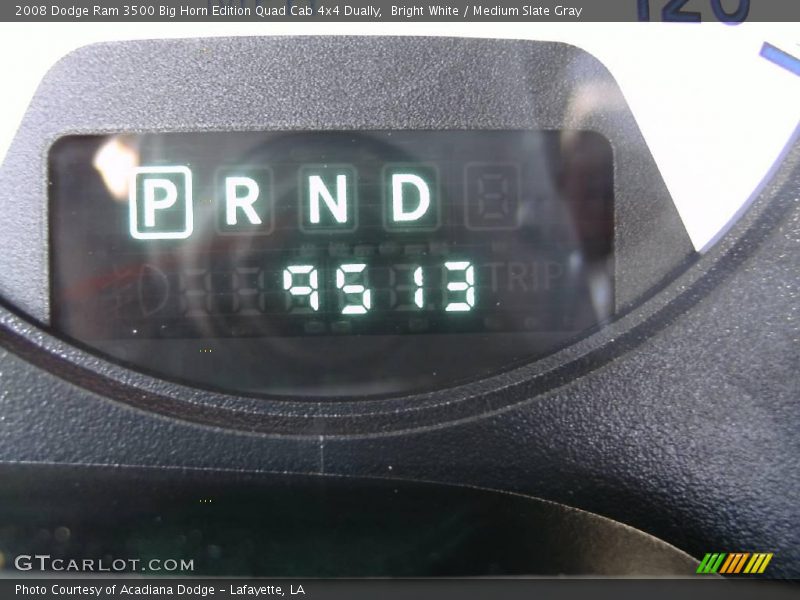 2008 Dodge Ram 3500 Big Horn Edition Quad Cab 4x4 Dually,  Bright White / Medium Slate Gray
120
P R N D
9513 TRIP
GTCARLOT.COM
Photo Courtesy of Acadiana Dodge - Lafayette, LA